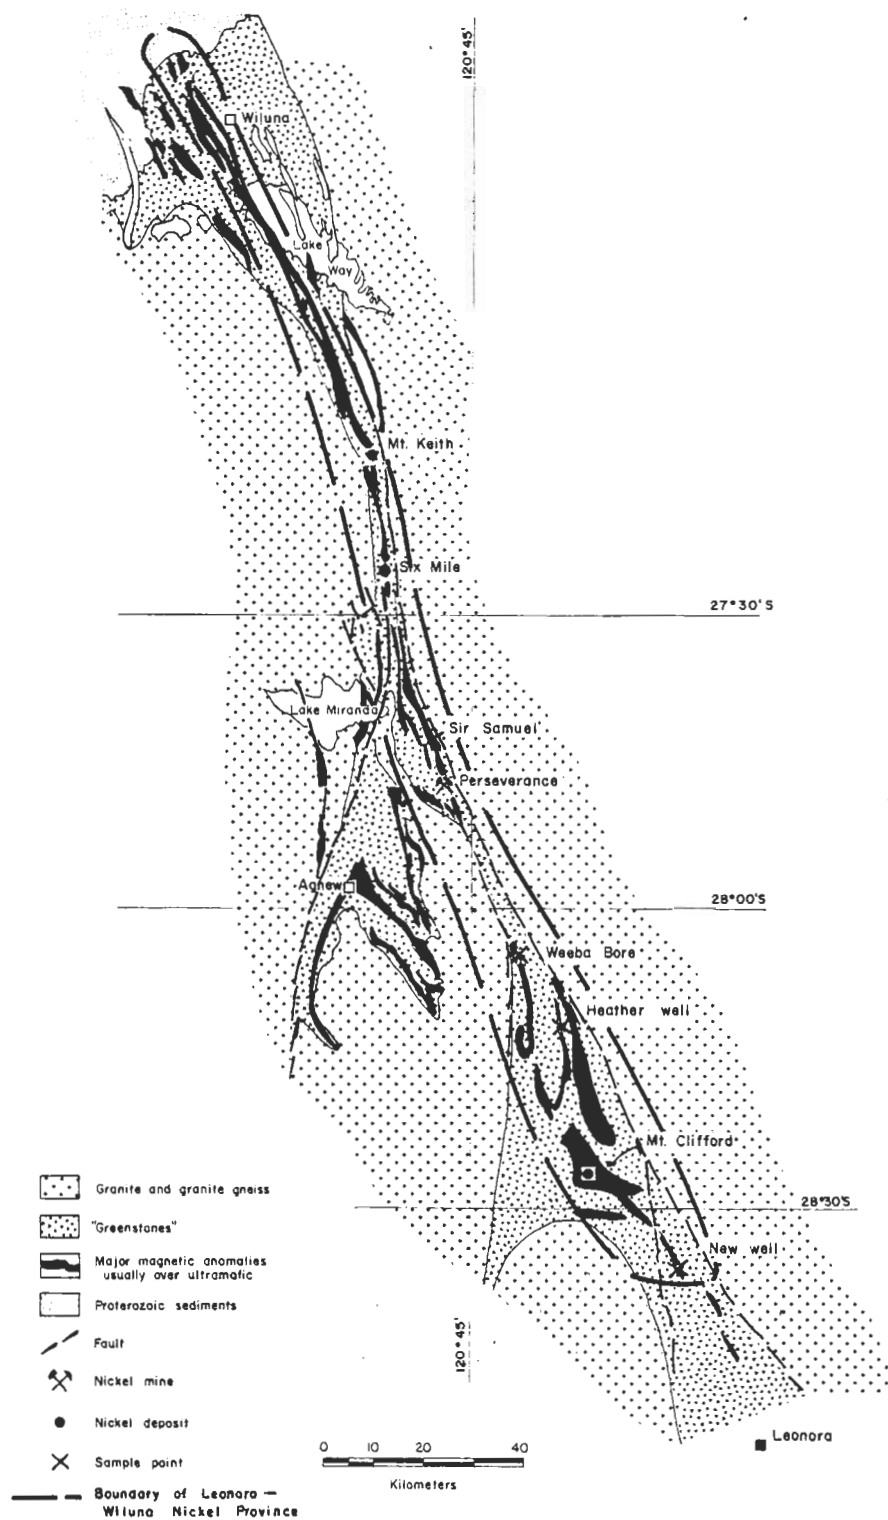 120° 45'
Wiluna
Lake
Way
Mt. Keith
Six Mile
27° 30' S
Lake Miranda
Sir Samuel
Perseverance
Agnew
28° 00'S
Weeba Bore
Heather well
Mt. Clifford
28° 30'S
New well
120° 45'
Leonora
Granite and granite gneiss
"Greenstones"
Major magnetic anomalies
usually over ultramafic
Proterozoic sediments
Fault
Nickel mine
Nickel deposit
Sample point
Boundary of Leonora —
Wiluna Nickel Province
0 10 20 40
Kilometers